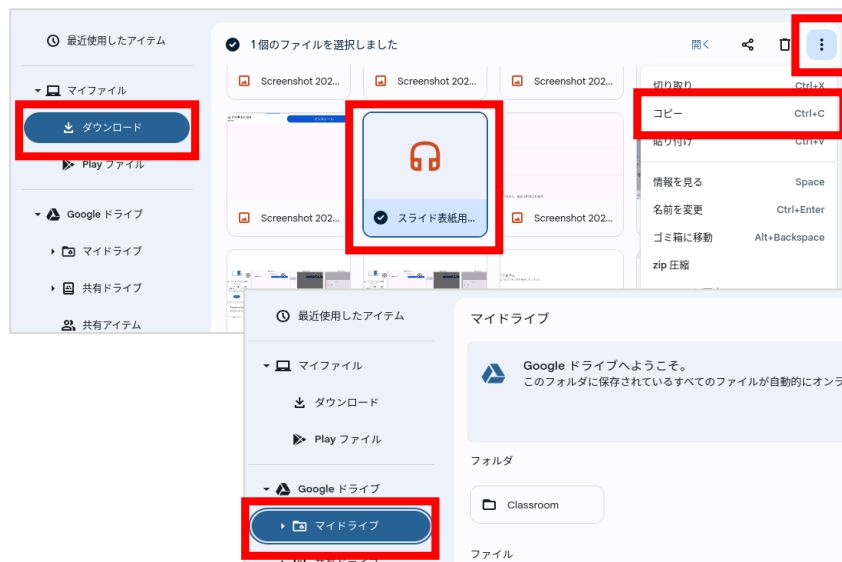 最近使用したアイテム
1個のファイルを選択しました
開く
マイファイル
Screenshot 202...
Screenshot 202...
Screenshot 202...
切り取り Ctrl+X
ダウンロード
コピー Ctrl+C
貼り付け Ctrl+V
Play ファイル
情報を見る Space
Google ドライブ
Screenshot 202...
スライド表紙用...
Screenshot 202...
名前を変更 Ctrl+Enter
マイドライブ
ゴミ箱に移動 Alt+Backspace
zip 圧縮
共有ドライブ
共有アイテム
最近使用したアイテム
マイドライブ
マイファイル
Google ドライブへようこそ。
このフォルダに保存されているすべてのファイルが自動的にオンラ
ダウンロード
Play ファイル
フォルダ
Google ドライブ
Classroom
マイドライブ
ファイル
共有ドライブ